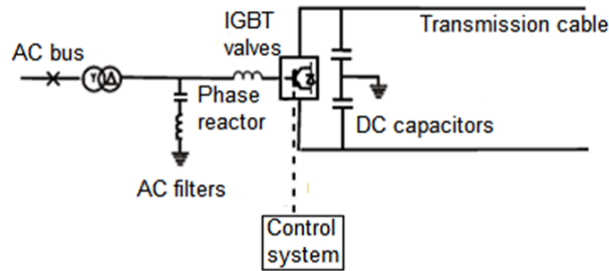 IGBT
valves
Transmission cable
AC bus
Phase
reactor
DC capacitors
AC filters
Control
system